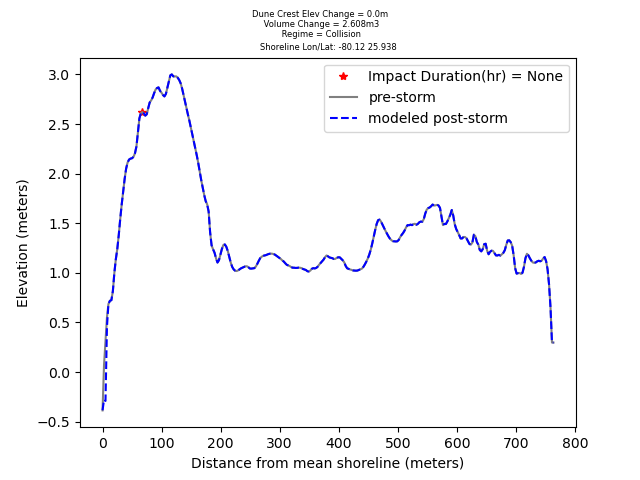 Dune Crest Elev Change = 0.0m
Volume Change = 2.608m3
Regime = Collision
Shoreline Lon/Lat: -80.12 25.938
Impact Duration(hr) = None
pre-storm
modeled post-storm
Elevation (meters)
3.0
2.5
2.0
1.5
1.0
0.5
0.0
−0.5
0 100 200 300 400 500 600 700 800
Distance from mean shoreline (meters)